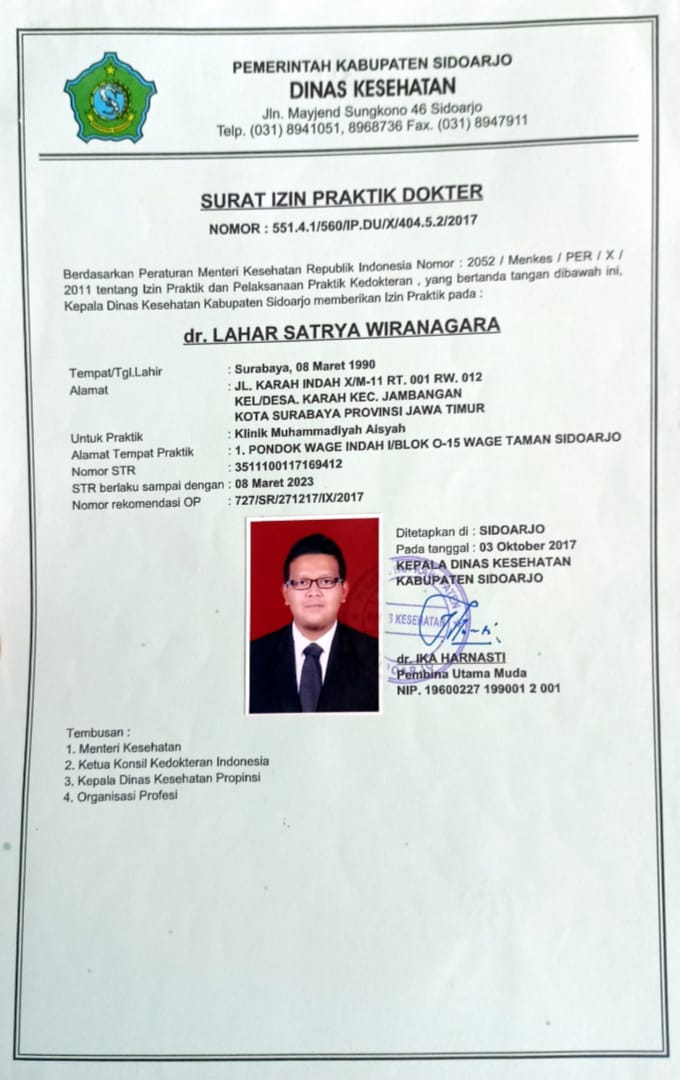 PEMERINTAH KABUPATEN SIDOARJO
DINAS KESEHATAN
Jln. Mayjend Sungkono 46 Sidoarjo
Telp. (031) 8941051, 8968736 Fax. (031) 8947911
SURAT IZIN PRAKTIK DOKTER
NOMOR : 551.4.1/560/IP.DU/X/404.5.2/2017
Berdasarkan Peraturan Menteri Kesehatan Republik Indonesia Nomor : 2052 / Menkes / PER / X /
2011 tentang Izin Praktik dan Pelaksanaan Praktik Kedokteran , yang bertanda tangan dibawah ini,
Kepala Dinas Kesehatan Kabupaten Sidoarjo memberikan Izin Praktik pada :
dr. LAHAR SATRYA WIRANAGARA
Tempat/Tgl.Lahir : Surabaya, 08 Maret 1990
Alamat : JL. KARAH INDAH X/M-11 RT. 001 RW. 012
KEL/DESA. KARAH KEC. JAMBANGAN
KOTA SURABAYA PROVINSI JAWA TIMUR
Untuk Praktik : Klinik Muhammadiyah Aisyah
Alamat Tempat Praktik : 1. PONDOK WAGE INDAH I/BLOK O-15 WAGE TAMAN SIDOARJO
Nomor STR : 3511100117169412
STR berlaku sampai dengan : 08 Maret 2023
Nomor rekomendasi OP : 727/SR/271217/IX/2017
Ditetapkan di : SIDOARJO
Pada tanggal : 03 Oktober 2017
KEPALA DINAS KESEHATAN
KABUPATEN SIDOARJO
dr. IKA HARNASTI
Pembina Utama Muda
NIP. 19600227 199001 2 001
Tembusan :
1. Menteri Kesehatan
2. Ketua Konsil Kedokteran Indonesia
3. Kepala Dinas Kesehatan Propinsi
4. Organisasi Profesi